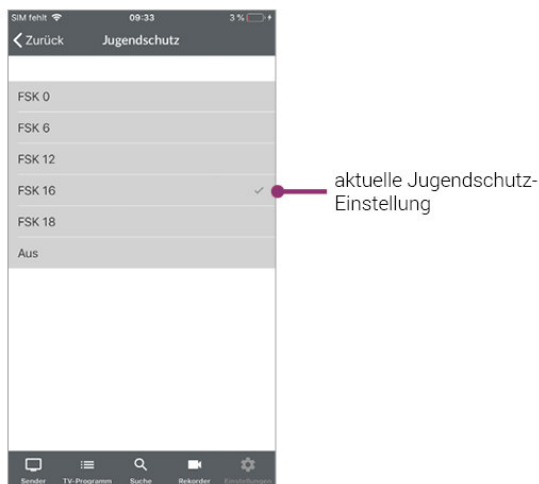 SIM fehlt 09:33 3 %
Zurück Jugendschutz
FSK 0
FSK 6
FSK 12
FSK 16
FSK 18
Aus
aktuelle Jugendschutz-
Einstellung
Sender TV-Programm Suche Rekorder Einstellungen